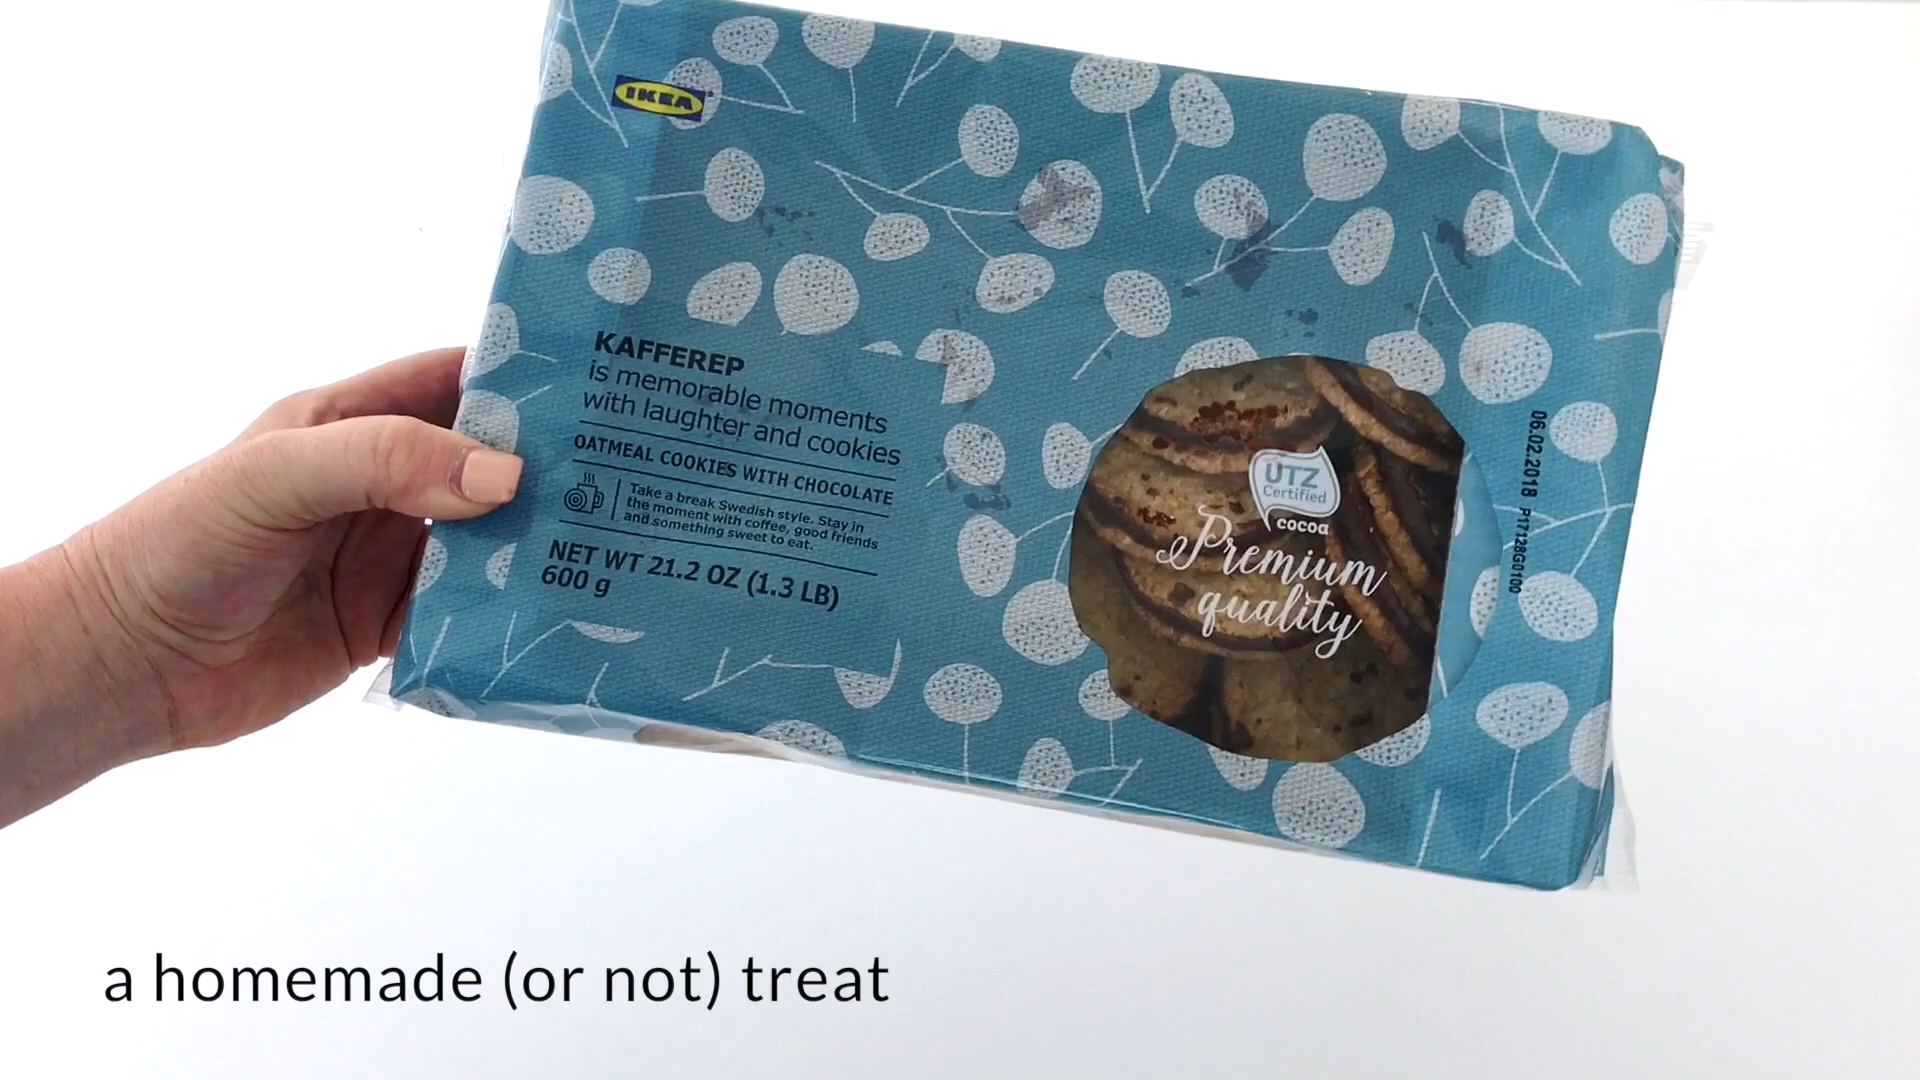 IKEA
KAFFEREP
is memorable moments
with laughter and cookies
OATMEAL COOKIES WITH CHOCOLATE
Take a break Swedish style. Stay in
the moment with coffee, good friends
and something sweet to eat.
NET WT 21.2 OZ (1.3 LB)
600 g
UTZ
Certified
cocoa
Premium
quality
06.02.2018 P17128G0100
a homemade (or not) treat